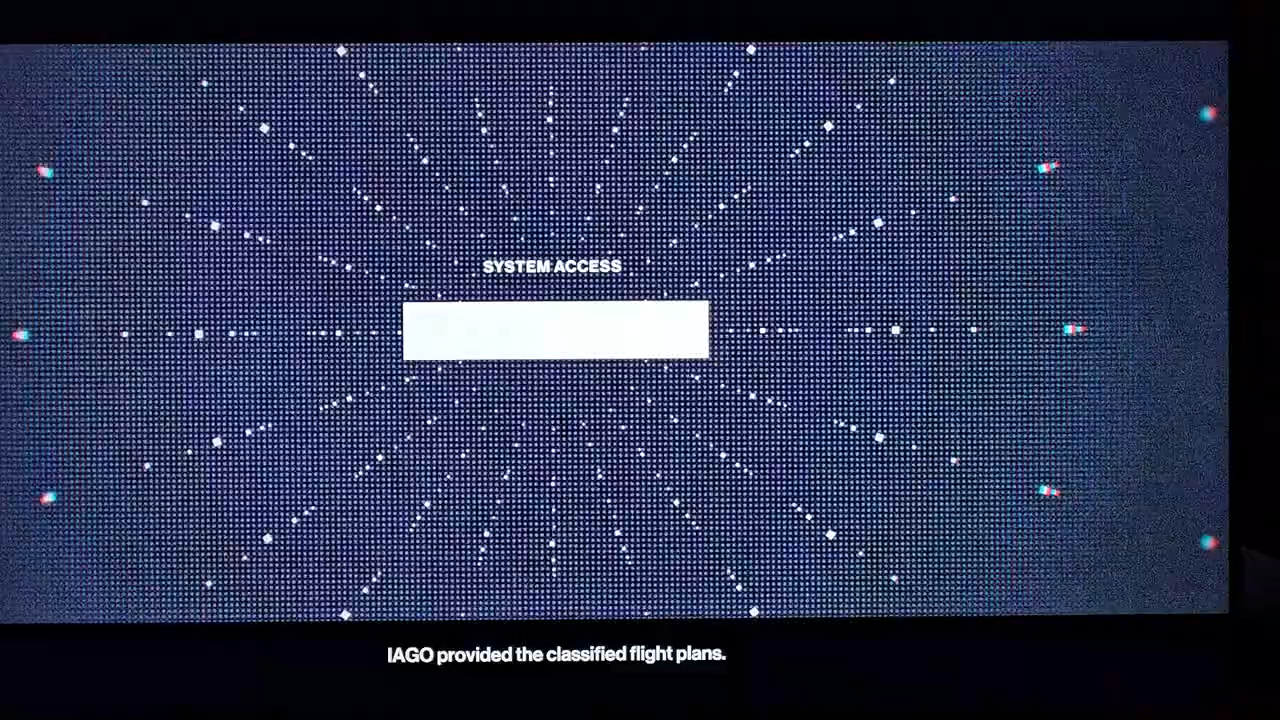 SYSTEM ACCESS
IAGO provided the classified flight plans.